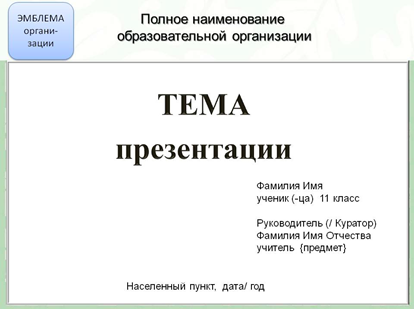 ЭМБЛЕМА
органи-
зации
Полное наименование
образовательной организации
ТЕМА
презентации
Фамилия Имя
ученик (-ца)  11 класс
Руководитель (/ Куратор)
Фамилия Имя Отчества
учитель  {предмет}
Населенный пункт,  дата/ год